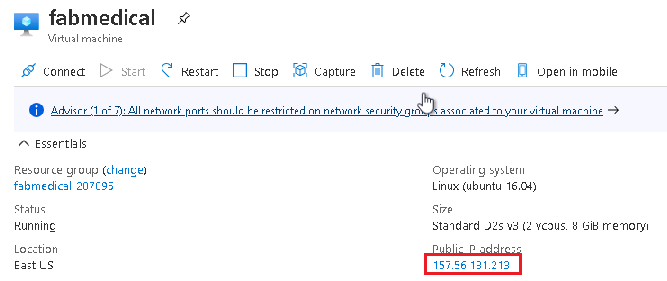 fabmedical
Virtual machine
Connect Start Restart Stop Capture Delete Refresh Open in mobile
Advisor (1 of 7): All network ports should be restricted on network security groups associated to your virtual machine →
Essentials
Resource group (change)
fabmedical-207095
Status
Running
Location
East US
Operating system
Linux (ubuntu 16.04)
Size
Standard D2s v3 (2 vcpus, 8 GiB memory)
Public IP address
157.56.181.213